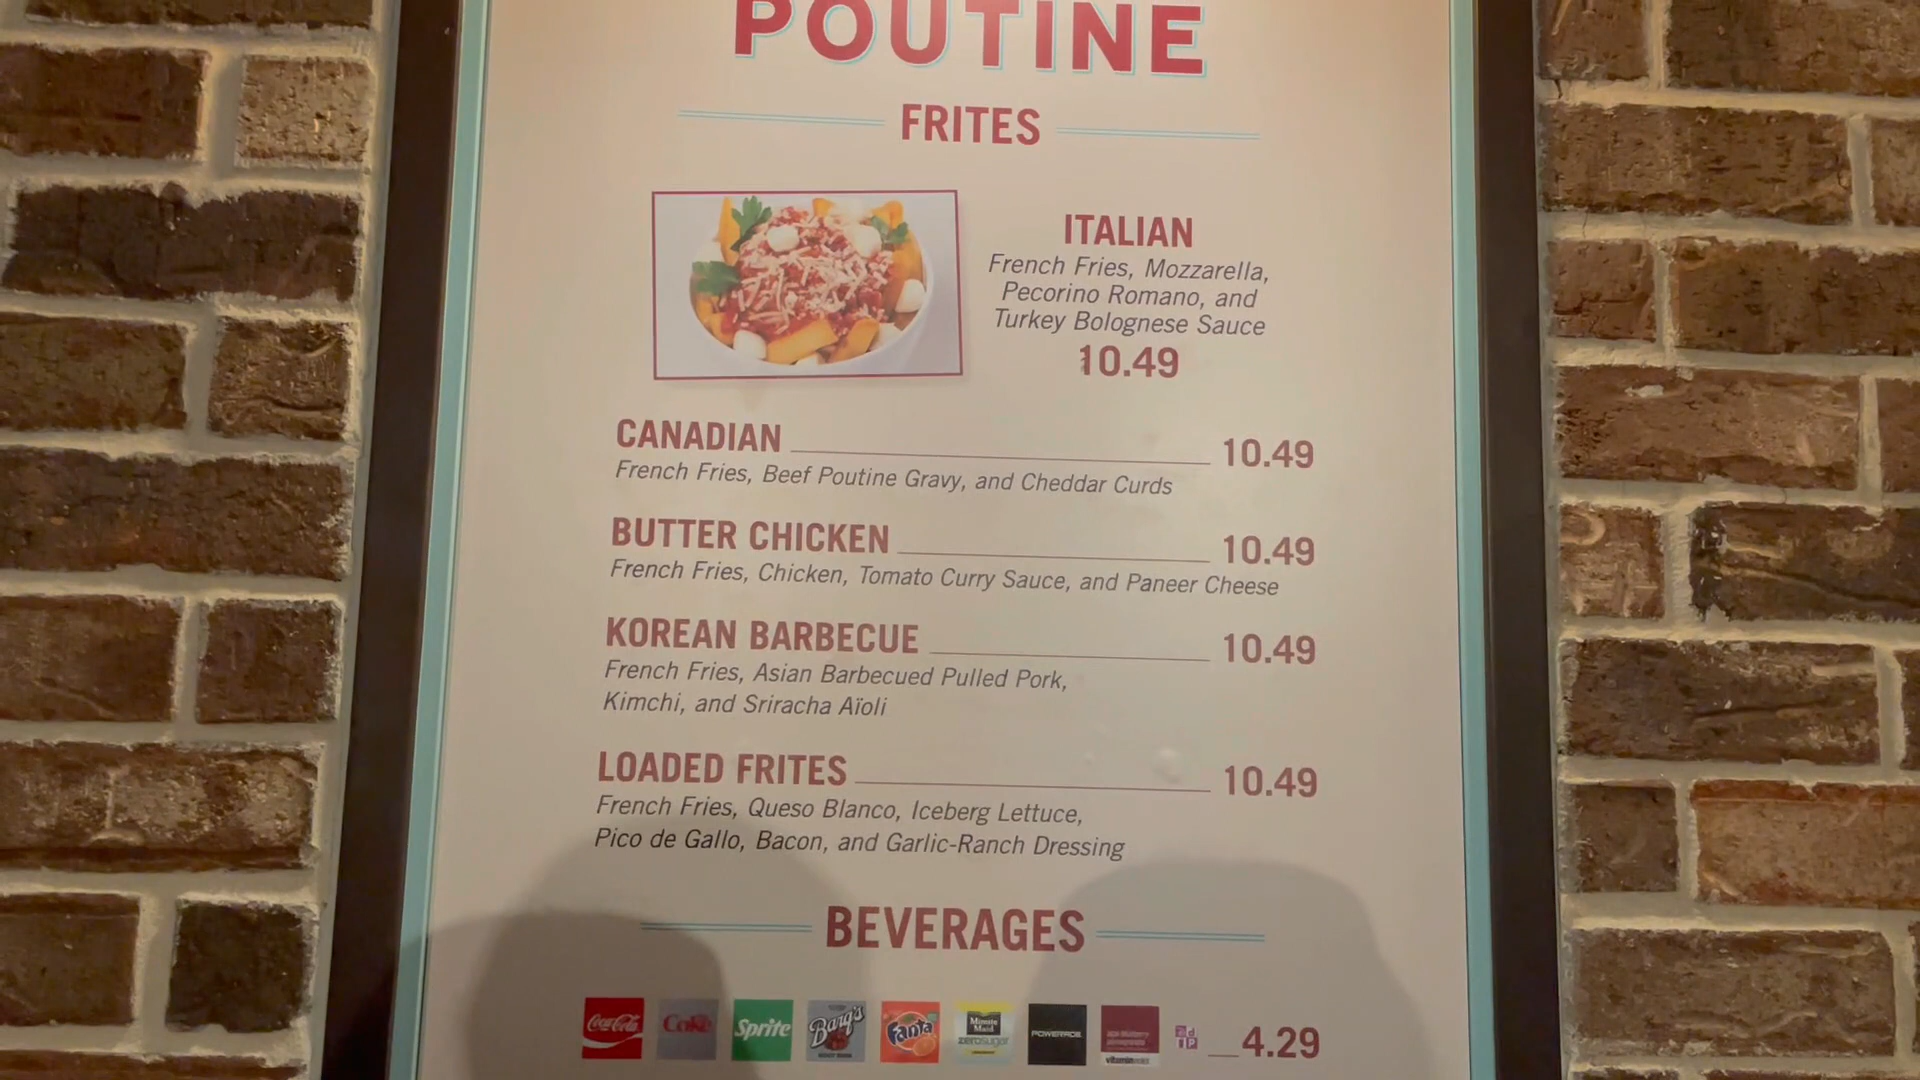 POUTINE
FRITES
ITALIAN
French Fries, Mozzarella,
Pecorino Romano, and
Turkey Bolognese Sauce
10.49
CANADIAN 10.49
French Fries, Beef Poutine Gravy, and Cheddar Curds
BUTTER CHICKEN 10.49
French Fries, Chicken, Tomato Curry Sauce, and Paneer Cheese
KOREAN BARBECUE 10.49
French Fries, Asian Barbecued Pulled Pork,
Kimchi, and Sriracha Aïoli
LOADED FRITES 10.49
French Fries, Queso Blanco, Iceberg Lettuce,
Pico de Gallo, Bacon, and Garlic-Ranch Dressing
BEVERAGES
Coca-Cola Coke Sprite Barq's Fanta Minute Maid zerosugar POWERADE vitaminwater 4.29